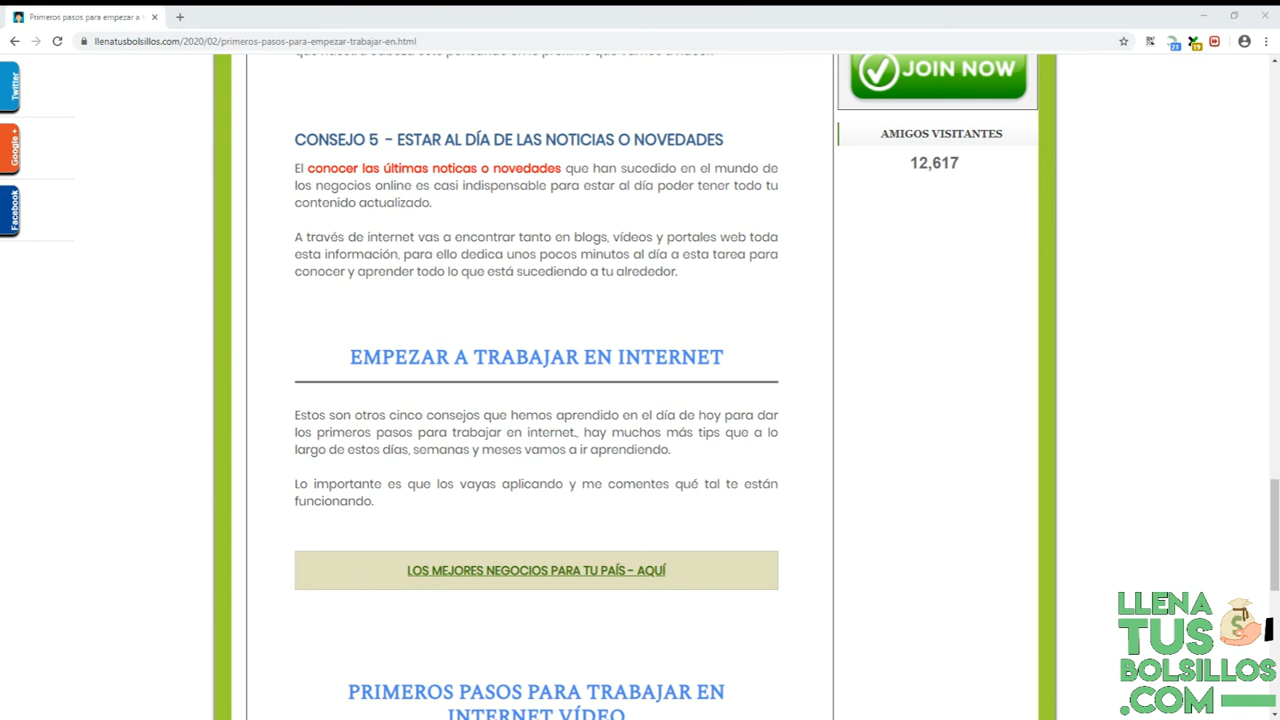 Primeros pasos para empezar a
llenatusbolsillos.com/2020/02/primeros-pasos-para-empezar-trabajar-en.html
21
19
Twitter
Google +
Facebook
JOIN NOW
AMIGOS VISITANTES
12,617
CONSEJO 5 - ESTAR AL DÍA DE LAS NOTICIAS O NOVEDADES
El conocer las últimas noticas o novedades que han sucedido en el mundo de
los negocios online es casi indispensable para estar al día poder tener todo tu
contenido actualizado.
A través de internet vas a encontrar tanto en blogs, vídeos y portales web toda
esta información, para ello dedica unos pocos minutos al día a esta tarea para
conocer y aprender todo lo que está sucediendo a tu alrededor.
EMPEZAR A TRABAJAR EN INTERNET
Estos son otros cinco consejos que hemos aprendido en el día de hoy para dar
los primeros pasos para trabajar en internet., hay muchos más tips que a lo
largo de estos días, semanas y meses vamos a ir aprendiendo.
Lo importante es que los vayas aplicando y me comentes qué tal te están
funcionando.
LOS MEJORES NEGOCIOS PARA TU PAÍS - AQUÍ
PRIMEROS PASOS PARA TRABAJAR EN
INTERNET VÍDEO
LLENA
TUS
BOLSILLOS
.COM